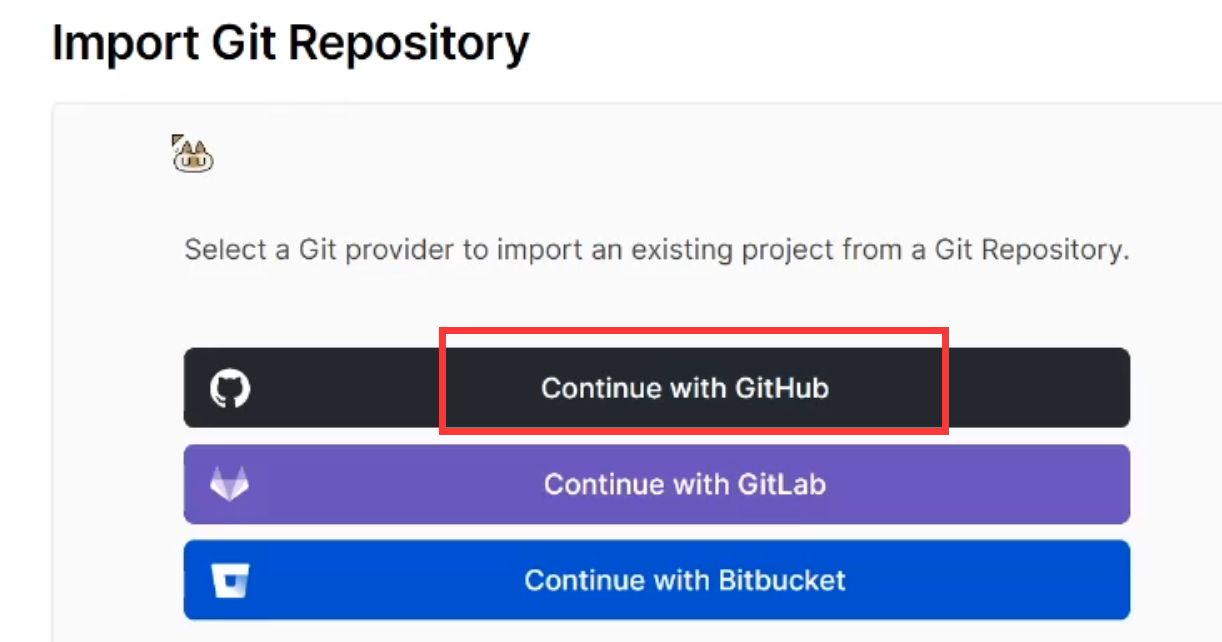 Import Git Repository
Select a Git provider to import an existing project from a Git Repository.
Continue with GitHub
Continue with GitLab
Continue with Bitbucket